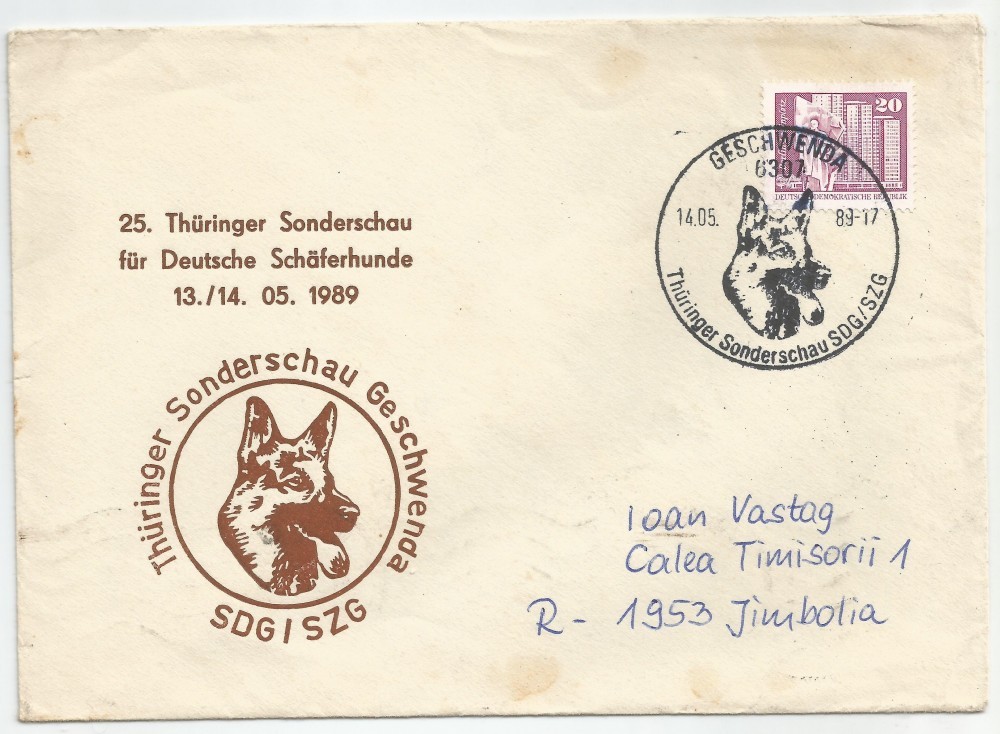 20
DEUTSCHE DEMOKRATISCHE REPUBLIK
GESCHWENDA
6307
14.05. 89-17
Thüringer Sonderschau SDG/SZG
25. Thüringer Sonderschau
für Deutsche Schäferhunde
13./14. 05. 1989
Thüringer Sonderschau Geschwenda
SDG/SZG
Ioan Vastag
Calea Timisorii 1
R- 1953 Jimbolia